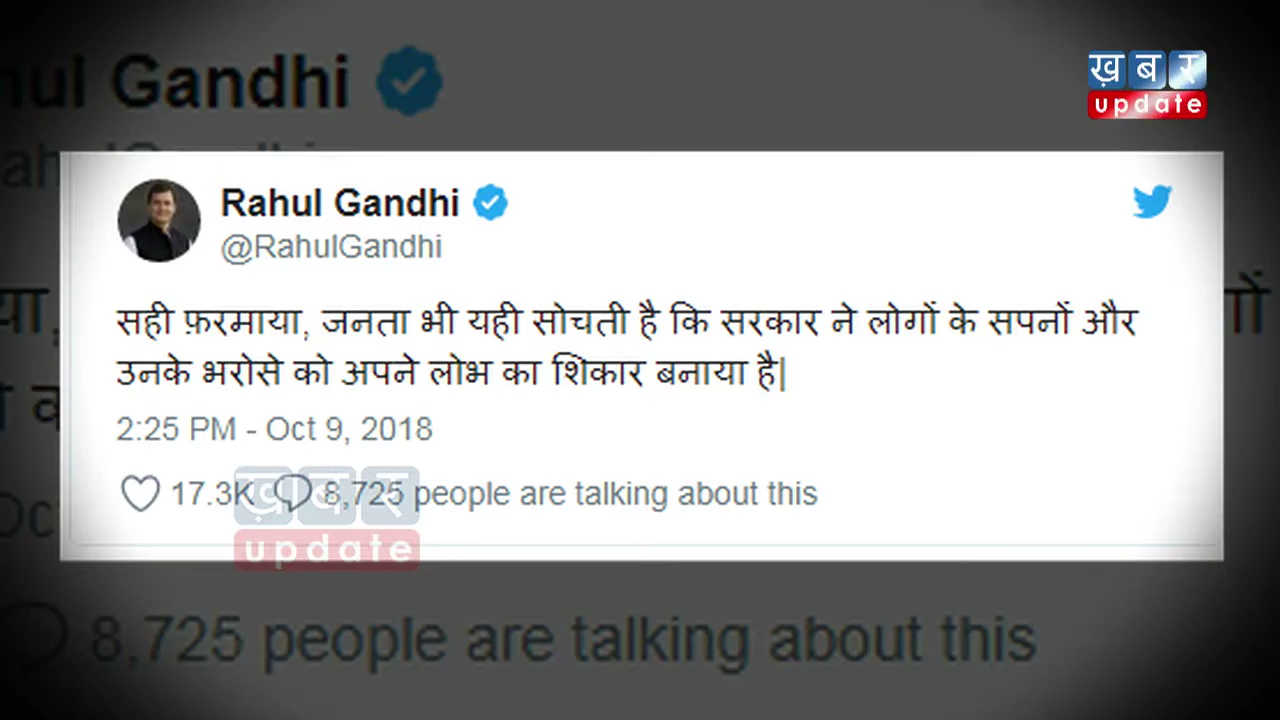 hul Gandhi
ख़बर
update
Rahul Gandhi
@RahulGandhi
सही फ़रमाया, जनता भी यही सोचती है कि सरकार ने लोगों के सपनों और
उनके भरोसे को अपने लोभ का शिकार बनाया है|
2:25 PM - Oct 9, 2018
17.3K 8,725 people are talking about this
ख़बर
update
8,725 people are talking about this